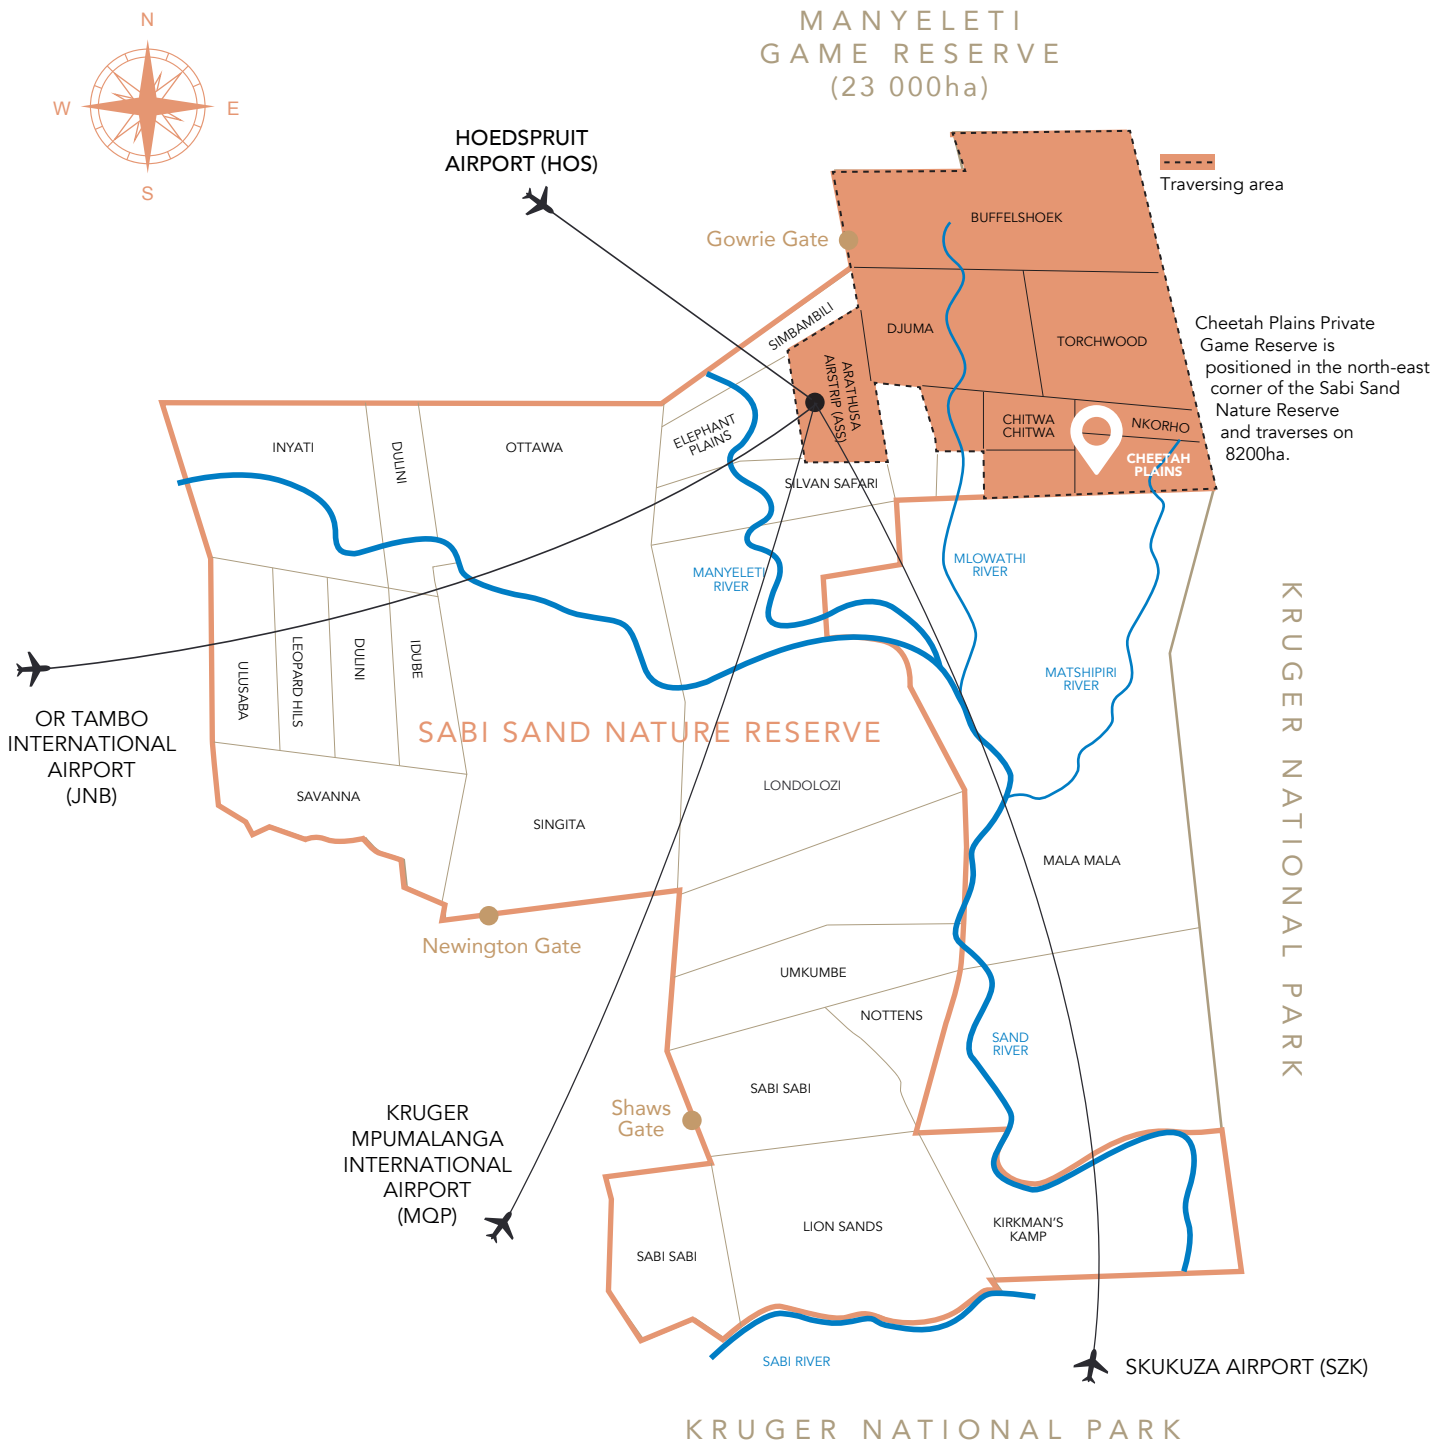 MANYELETI
GAME RESERVE
(23 000ha)
N
W
E
S
HOEDSPRUIT
AIRPORT (HOS)
Traversing area
BUFFELSHOEK
Gowrie Gate
SIMBAMBILI
DJUMA
TORCHWOOD
Cheetah Plains Private
Game Reserve is
positioned in the north-east
corner of the Sabi Sand
Nature Reserve
and traverses on
8200ha.
ARATHUSA
AIRSTRIP (ASS)
CHITWA
CHITWA
NKORHO
CHEETAH
PLAINS
ELEPHANT
PLAINS
INYATI
DULINI
OTTAWA
SILVAN SAFARI
MANYELETI
RIVER
MLOWATHI
RIVER
MATSHIPIRI
RIVER
KRUGER NATIONAL PARK
ULUSABA
LEOPARD HILS
DULINI
IDUBE
OR TAMBO
INTERNATIONAL
AIRPORT
(JNB)
SABI SAND NATURE RESERVE
LONDOLOZI
SAVANNA
SINGITA
MALA MALA
Newington Gate
UMKUMBE
NOTTENS
SAND
RIVER
SABI SABI
Shaws
Gate
KRUGER
MPUMALANGA
INTERNATIONAL
AIRPORT
(MQP)
LION SANDS
KIRKMAN'S
KAMP
SABI SABI
SABI RIVER
SKUKUZA AIRPORT (SZK)
KRUGER NATIONAL PARK